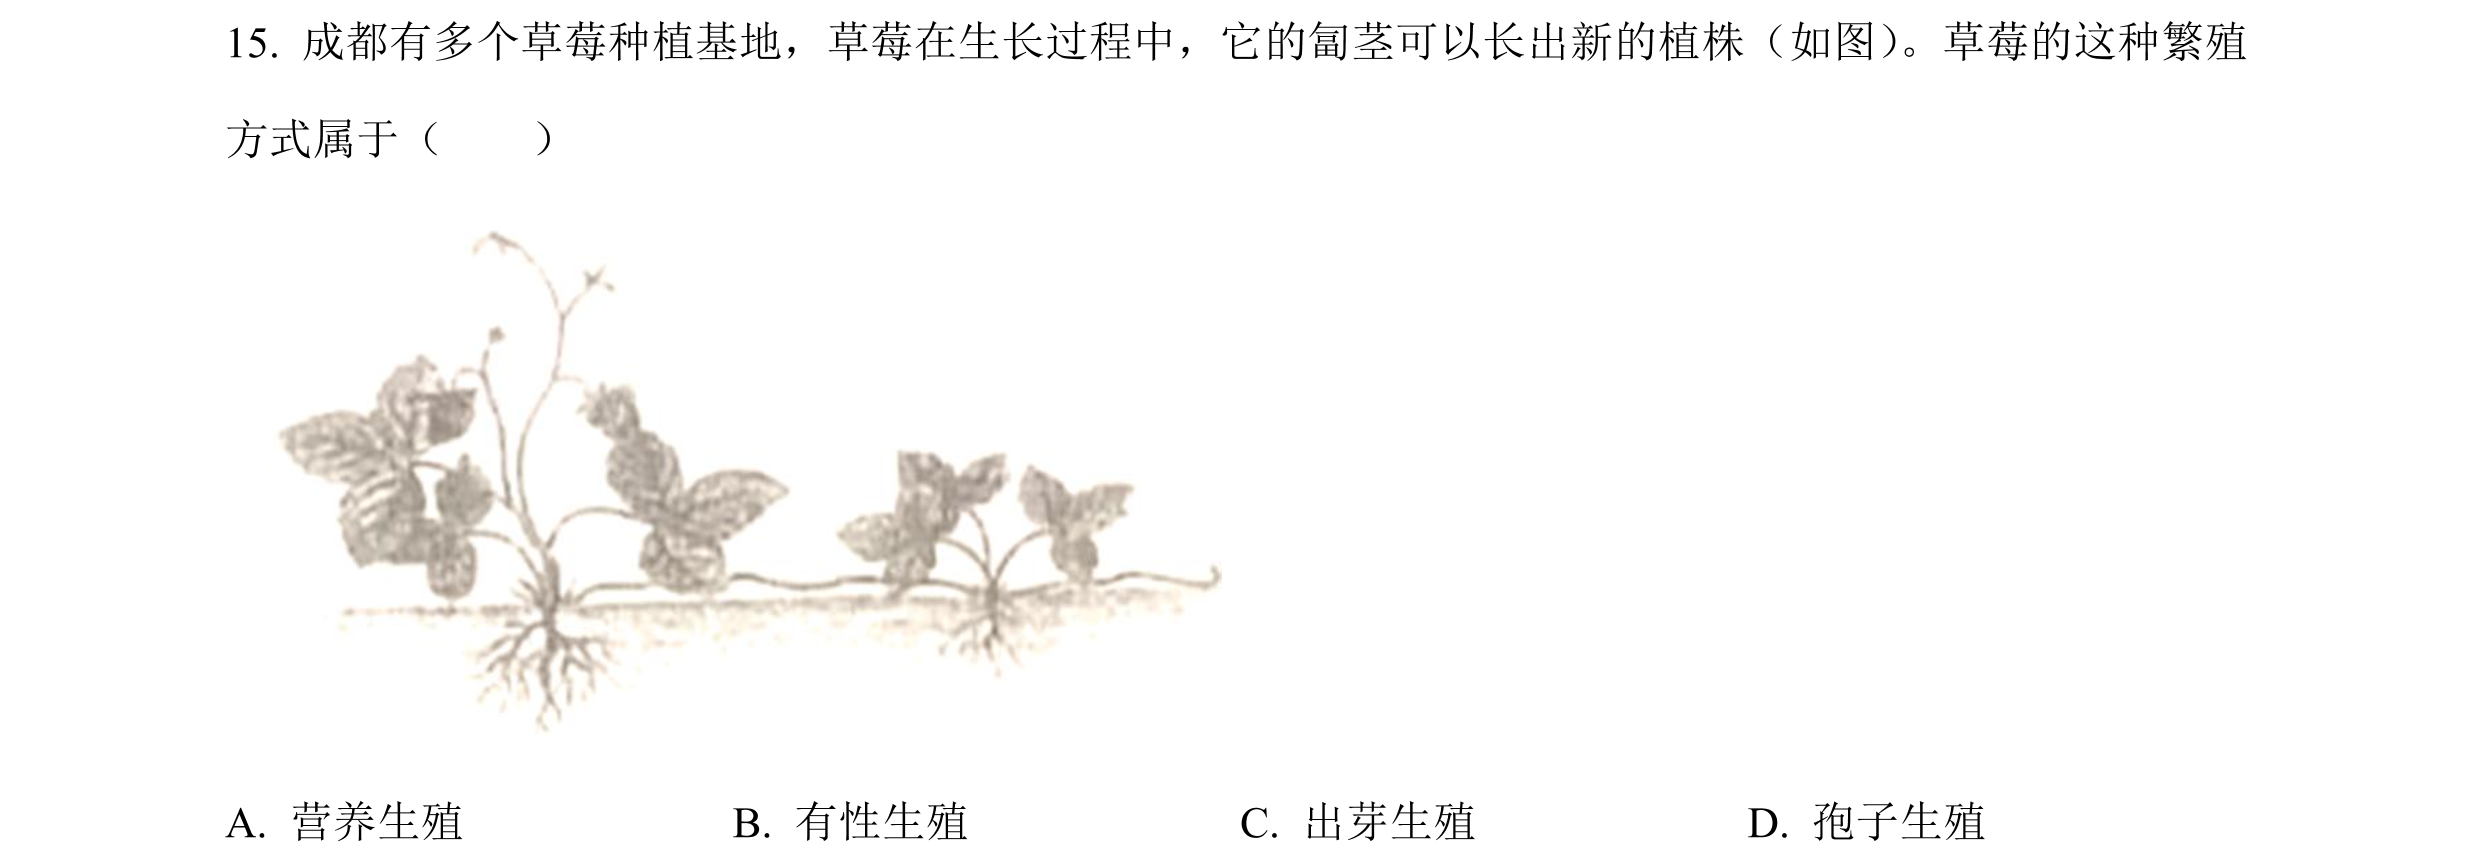 15. 成都有多个草莓种植基地，草莓在生长过程中，它的匍茎可以长出新的植株（如图）。草莓的这种繁殖
方式属于（　　）
A. 营养生殖　B. 有性生殖　C. 出芽生殖　D. 孢子生殖